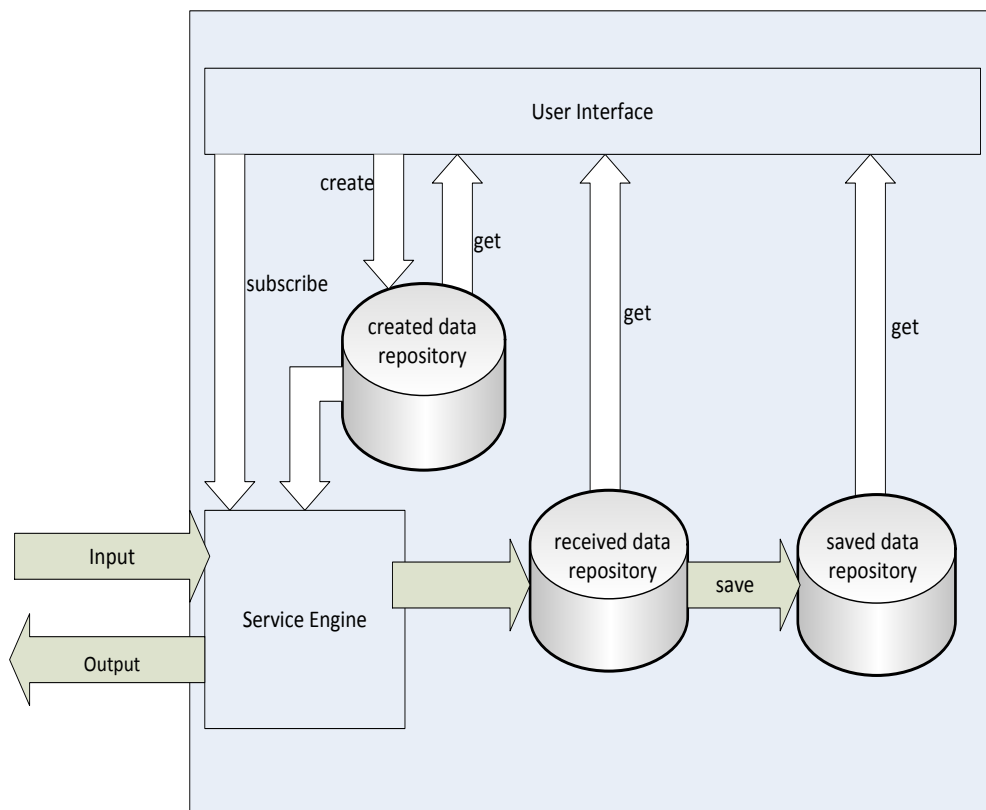 User Interface
create
get
subscribe
created data
repository
get
get
Input
Output
Service Engine
received data
repository
save
saved data
repository